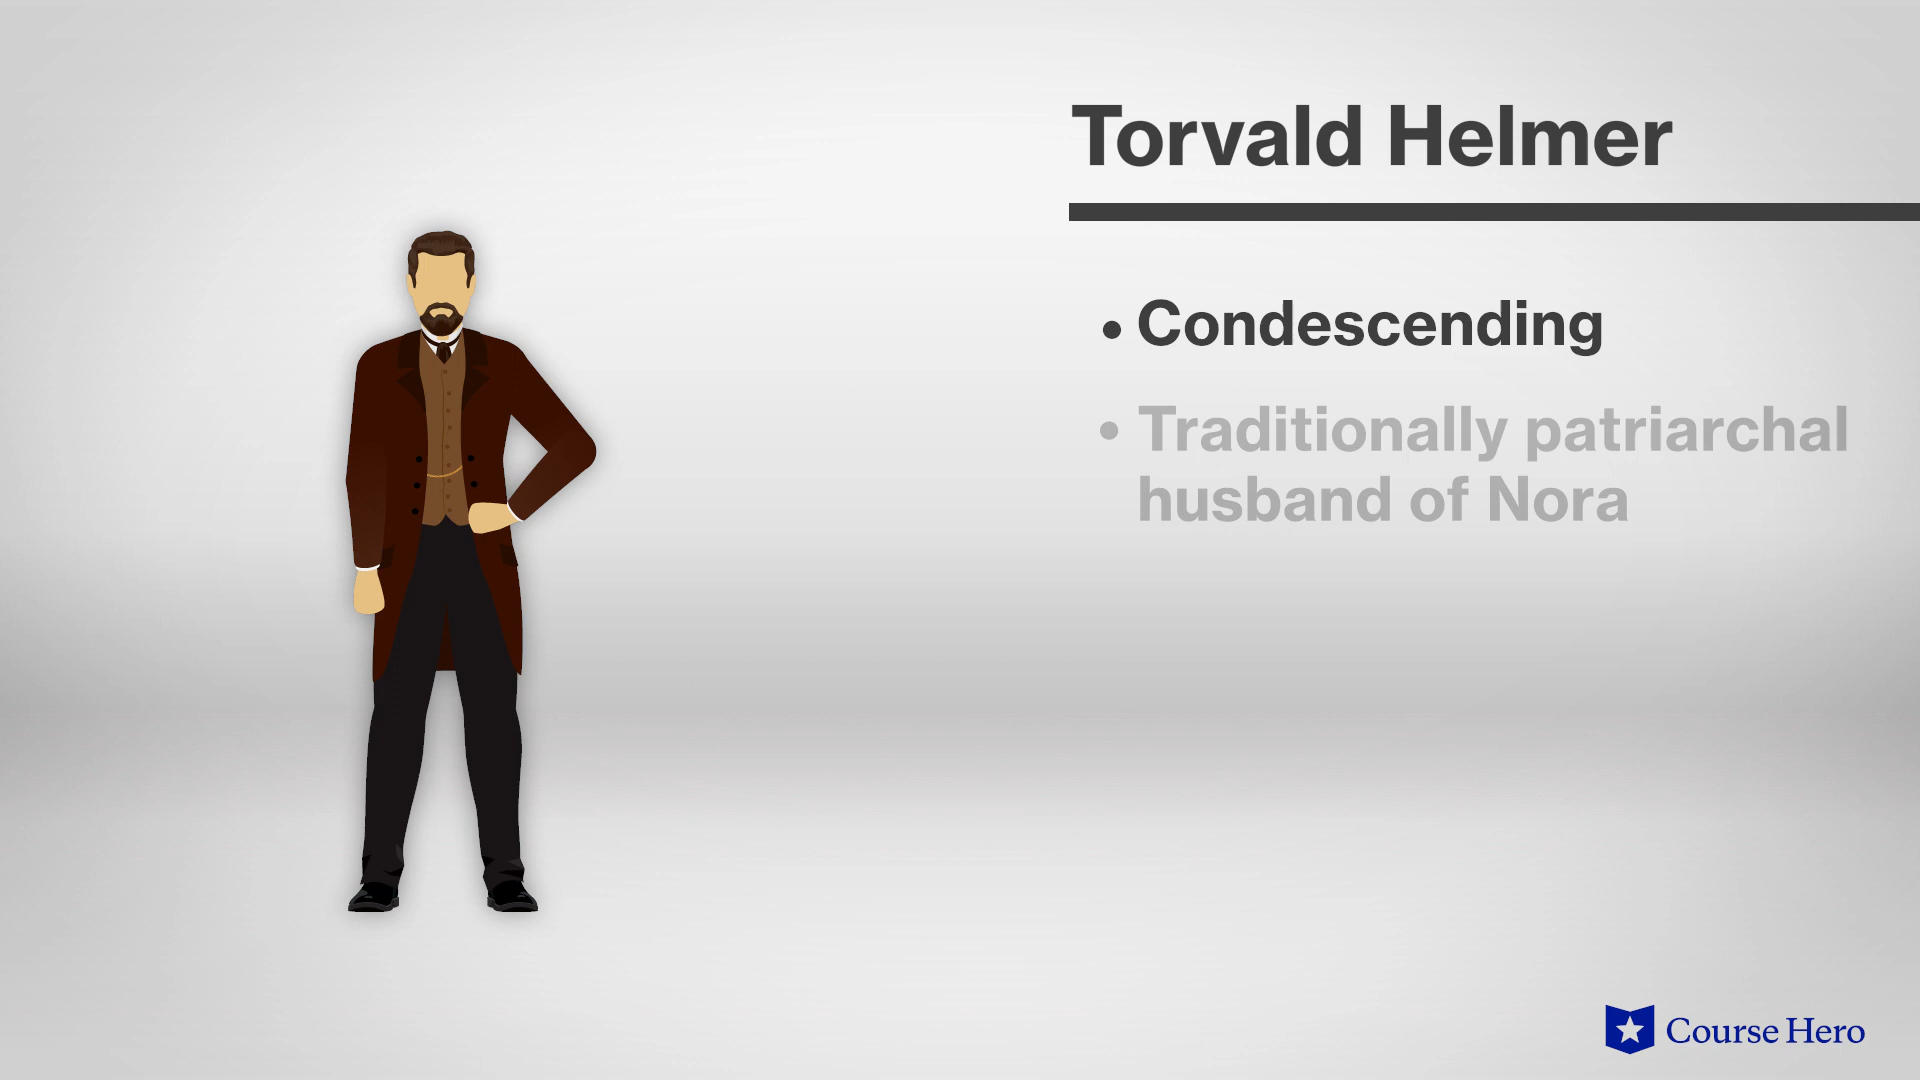 Torvald Helmer
• Condescending
• Traditionally patriarchal
husband of Nora
Course Hero